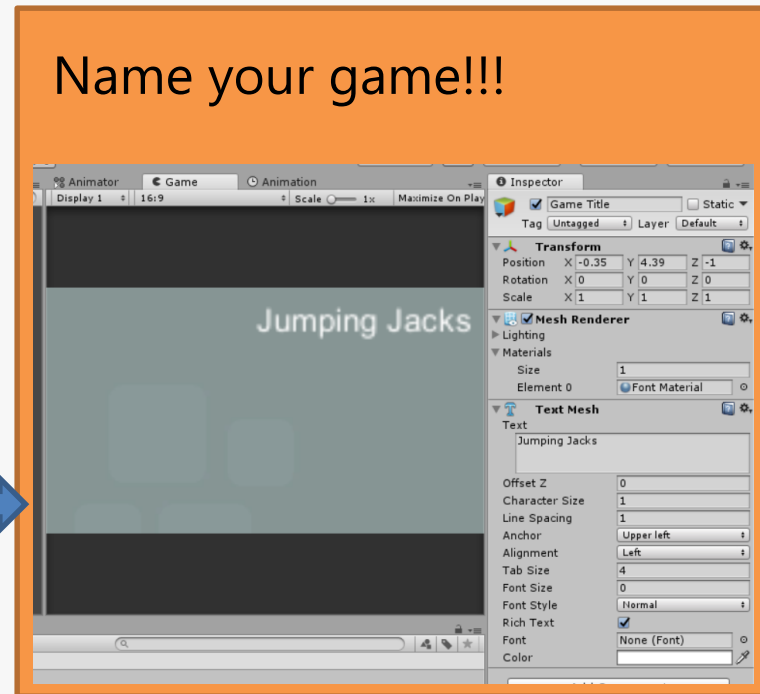 Name your game!!!
Animator Game Animation
Display 1 16:9 Scale 1x Maximize On Play
Jumping Jacks
Inspector
Game Title Static
Tag Untagged Layer Default
Transform
Position X -0.35 Y 4.39 Z -1
Rotation X 0 Y 0 Z 0
Scale X 1 Y 1 Z 1
Mesh Renderer
Lighting
Materials
Size 1
Element 0 Font Material
Text Mesh
Text
Jumping Jacks
Offset Z 0
Character Size 1
Line Spacing 1
Anchor Upper left
Alignment Left
Tab Size 4
Font Size 0
Font Style Normal
Rich Text
Font None (Font)
Color